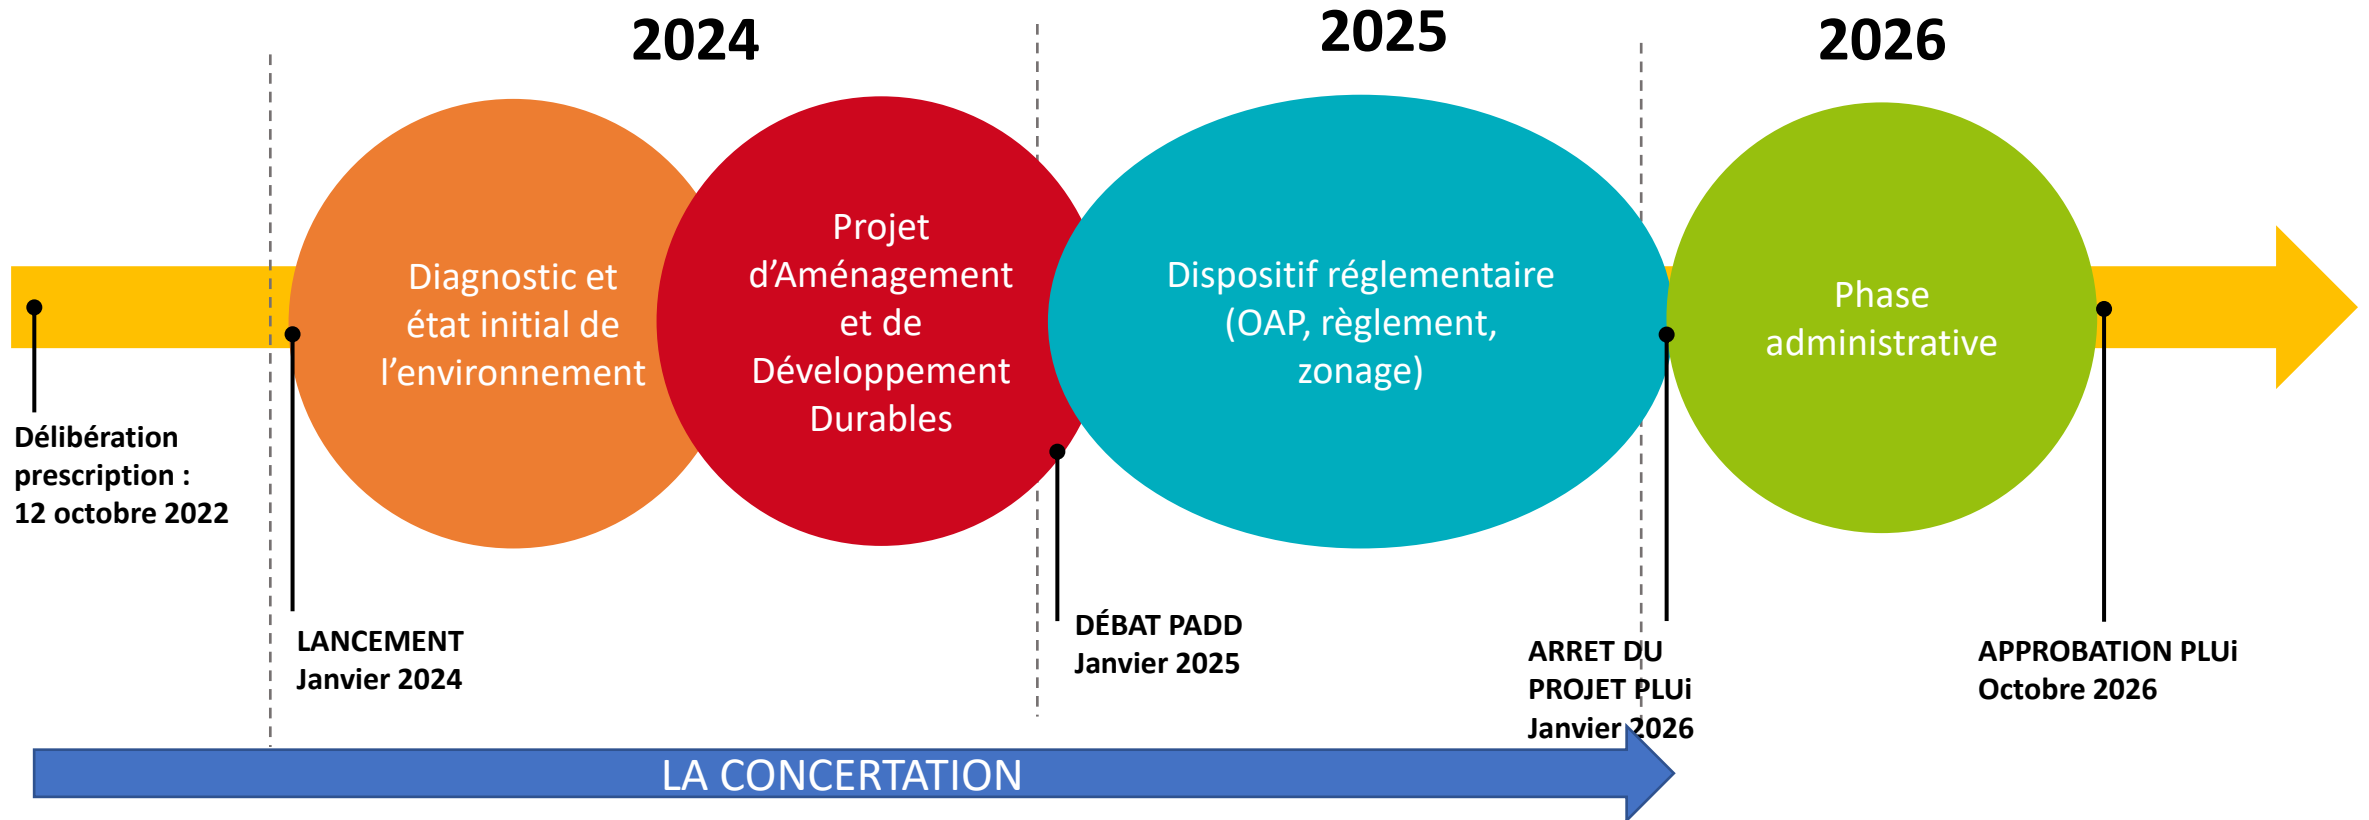 2024
2025
2026
Diagnostic et
état initial de
l’environnement
Projet
d’Aménagement
et de
Développement
Durables
Dispositif réglementaire
(OAP, règlement,
zonage)
Phase
administrative
Délibération
prescription :
12 octobre 2022
LANCEMENT
Janvier 2024
DÉBAT PADD
Janvier 2025
ARRET DU
PROJET PLUi
Janvier 2026
APPROBATION PLUi
Octobre 2026
LA CONCERTATION